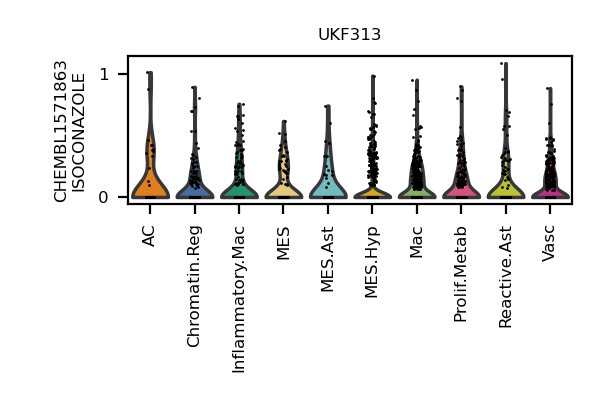 UKF313
CHEMBL1571863
ISOCONAZOLE
1
0
AC
Chromatin.Reg
Inflammatory.Mac
MES
MES.Ast
MES.Hyp
Mac
Prolif.Metab
Reactive.Ast
Vasc